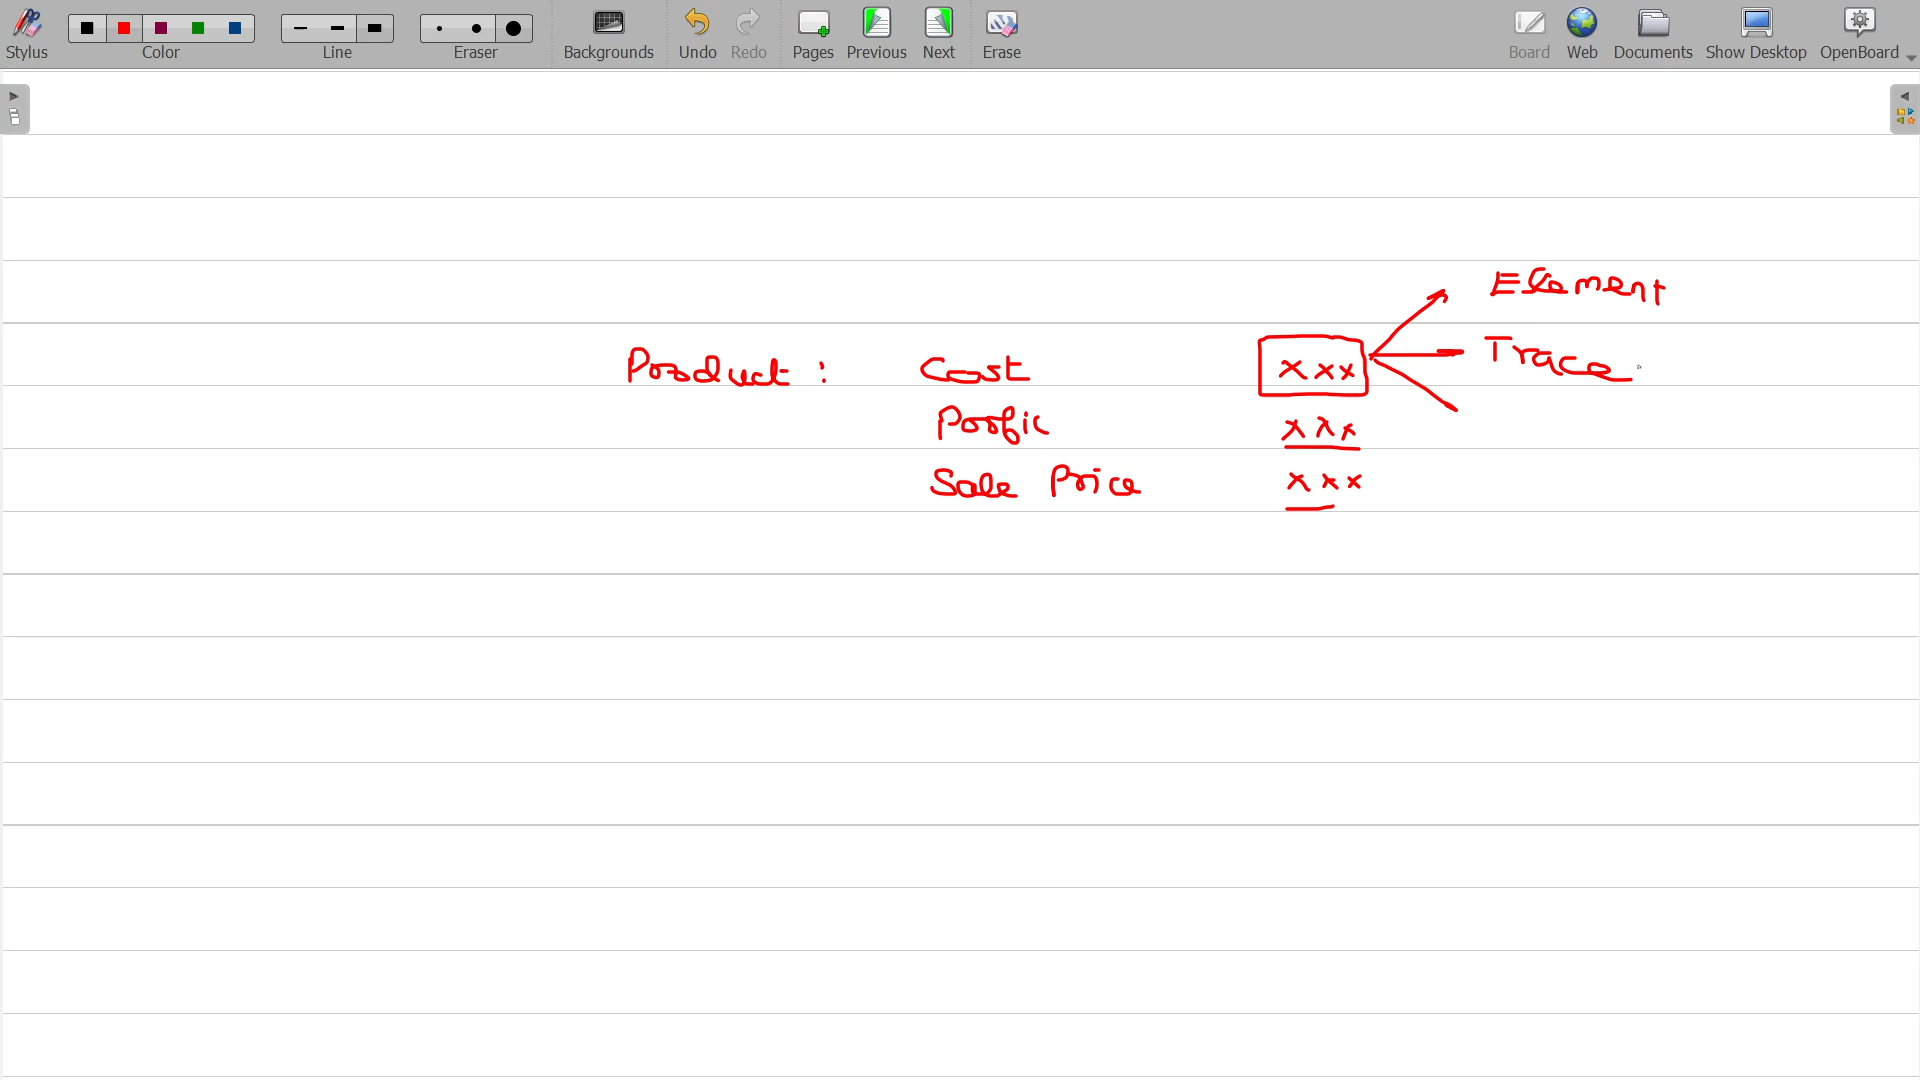 Stylus Color Line Eraser Backgrounds Undo Redo Pages Previous Next Erase Board Web Documents Show Desktop OpenBoard
Element
Trace
Product : Cost xxx
Profit xxx
Sale Price xxx